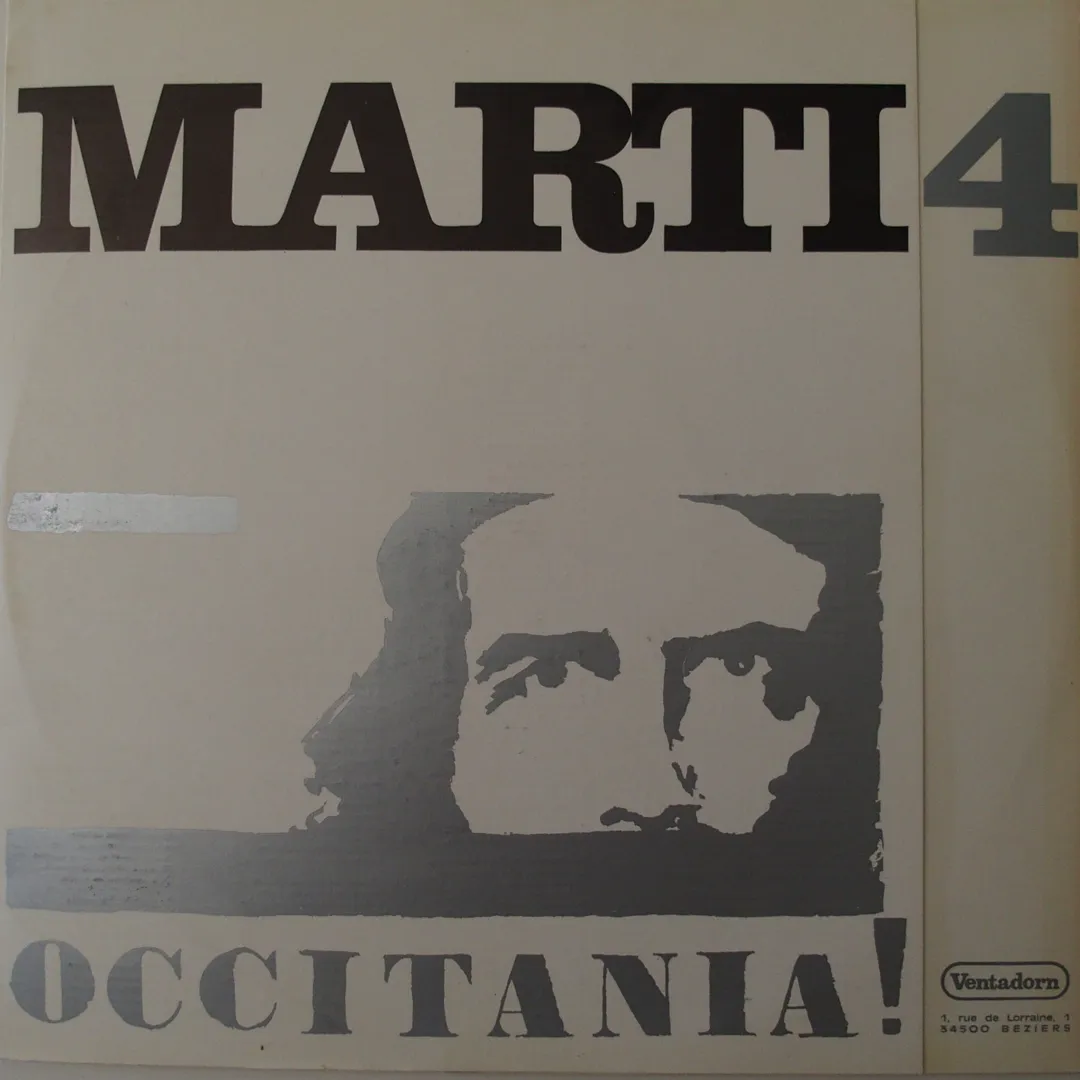 MARTI 4
OCCITANIA!
Ventadorn
1, rue de Lorraine, 1
34500 BEZIERS